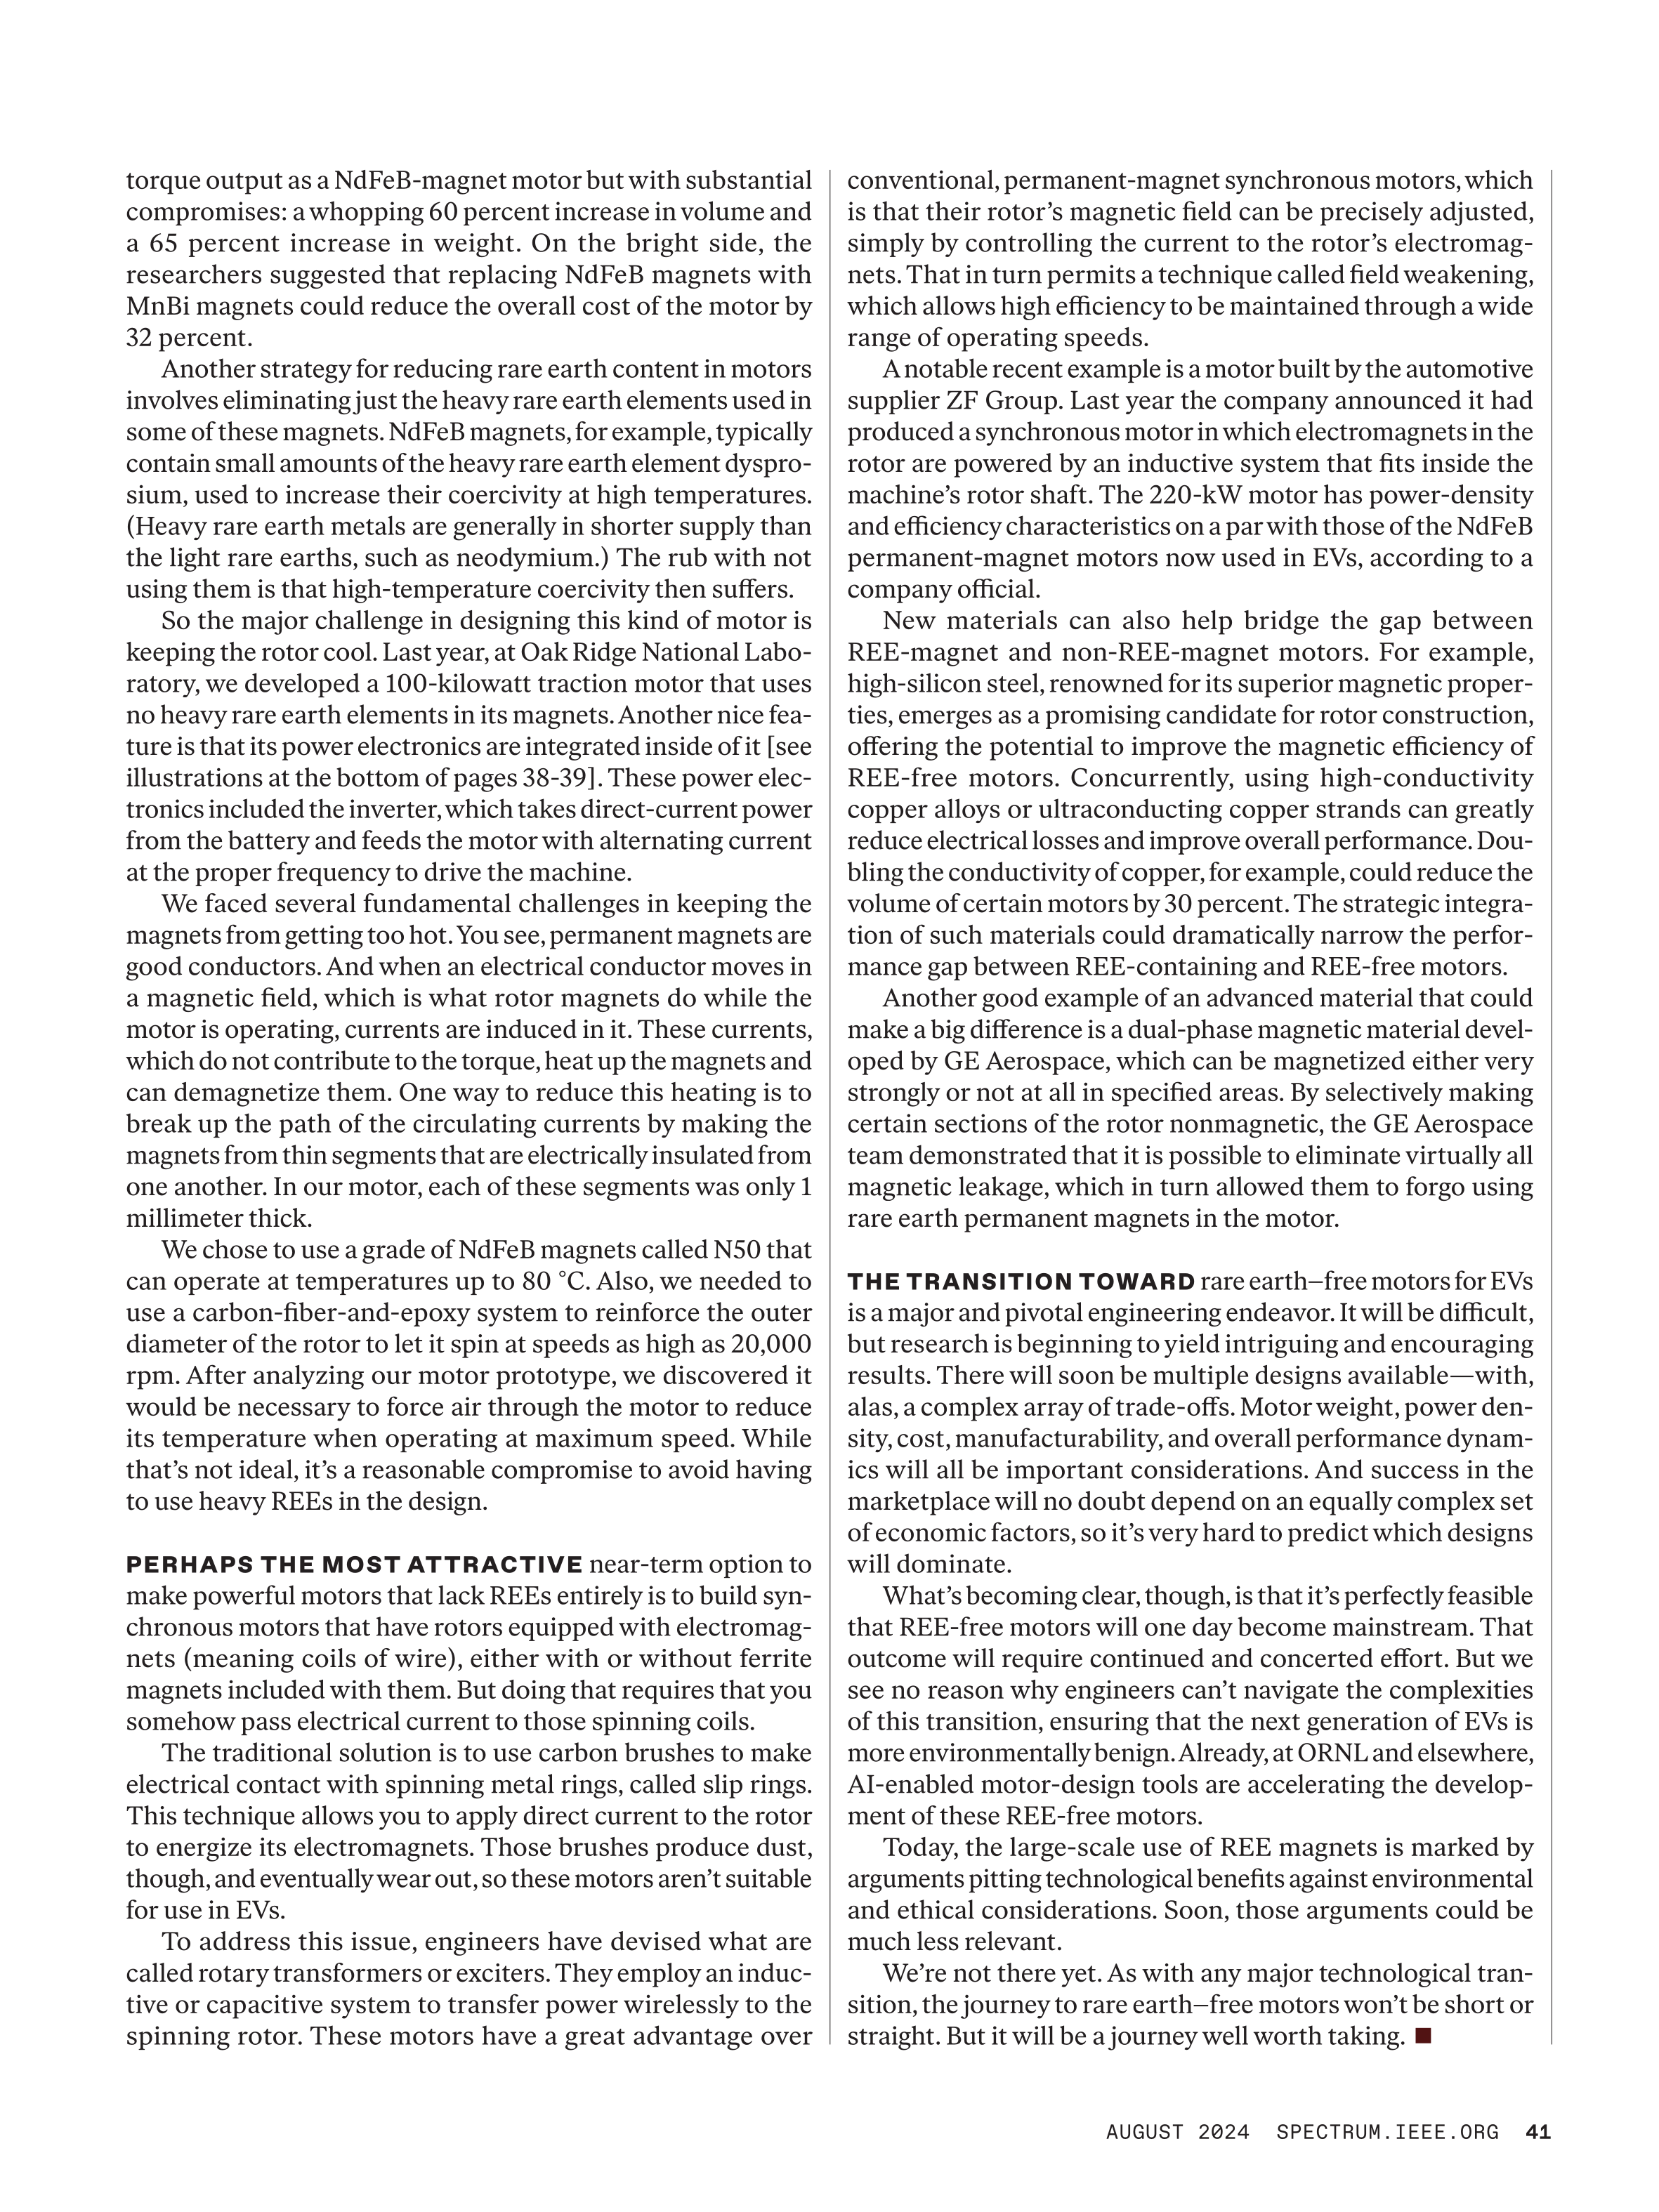 torque output as a NdFeB-magnet motor but with substantial
compromises: a whopping 60 percent increase in volume and
a 65 percent increase in weight. On the bright side, the
researchers suggested that replacing NdFeB magnets with
MnBi magnets could reduce the overall cost of the motor by
32 percent.
Another strategy for reducing rare earth content in motors
involves eliminating just the heavy rare earth elements used in
some of these magnets. NdFeB magnets, for example, typically
contain small amounts of the heavy rare earth element dyspro-
sium, used to increase their coercivity at high temperatures.
(Heavy rare earth metals are generally in shorter supply than
the light rare earths, such as neodymium.) The rub with not
using them is that high-temperature coercivity then suffers.
So the major challenge in designing this kind of motor is
keeping the rotor cool. Last year, at Oak Ridge National Labo-
ratory, we developed a 100-kilowatt traction motor that uses
no heavy rare earth elements in its magnets. Another nice fea-
ture is that its power electronics are integrated inside of it [see
illustrations at the bottom of pages 38-39]. These power elec-
tronics included the inverter, which takes direct-current power
from the battery and feeds the motor with alternating current
at the proper frequency to drive the machine.
We faced several fundamental challenges in keeping the
magnets from getting too hot. You see, permanent magnets are
good conductors. And when an electrical conductor moves in
a magnetic field, which is what rotor magnets do while the
motor is operating, currents are induced in it. These currents,
which do not contribute to the torque, heat up the magnets and
can demagnetize them. One way to reduce this heating is to
break up the path of the circulating currents by making the
magnets from thin segments that are electrically insulated from
one another. In our motor, each of these segments was only 1
millimeter thick.
We chose to use a grade of NdFeB magnets called N50 that
can operate at temperatures up to 80 °C. Also, we needed to
use a carbon-fiber-and-epoxy system to reinforce the outer
diameter of the rotor to let it spin at speeds as high as 20,000
rpm. After analyzing our motor prototype, we discovered it
would be necessary to force air through the motor to reduce
its temperature when operating at maximum speed. While
that's not ideal, it's a reasonable compromise to avoid having
to use heavy REEs in the design.
PERHAPS THE MOST ATTRACTIVE near-term option to
make powerful motors that lack REEs entirely is to build syn-
chronous motors that have rotors equipped with electromag-
nets (meaning coils of wire), either with or without ferrite
magnets included with them. But doing that requires that you
somehow pass electrical current to those spinning coils.
The traditional solution is to use carbon brushes to make
electrical contact with spinning metal rings, called slip rings.
This technique allows you to apply direct current to the rotor
to energize its electromagnets. Those brushes produce dust,
though, and eventually wear out, so these motors aren't suitable
for use in EVs.
To address this issue, engineers have devised what are
called rotary transformers or exciters. They employ an induc-
tive or capacitive system to transfer power wirelessly to the
spinning rotor. These motors have a great advantage over
conventional, permanent-magnet synchronous motors, which
is that their rotor's magnetic field can be precisely adjusted,
simply by controlling the current to the rotor's electromag-
nets. That in turn permits a technique called field weakening,
which allows high efficiency to be maintained through a wide
range of operating speeds.
A notable recent example is a motor built by the automotive
supplier ZF Group. Last year the company announced it had
produced a synchronous motor in which electromagnets in the
rotor are powered by an inductive system that fits inside the
machine's rotor shaft. The 220-kW motor has power-density
and efficiency characteristics on a par with those of the NdFeB
permanent-magnet motors now used in EVs, according to a
company official.
New materials can also help bridge the gap between
REE-magnet and non-REE-magnet motors. For example,
high-silicon steel, renowned for its superior magnetic proper-
ties, emerges as a promising candidate for rotor construction,
offering the potential to improve the magnetic efficiency of
REE-free motors. Concurrently, using high-conductivity
copper alloys or ultraconducting copper strands can greatly
reduce electrical losses and improve overall performance. Dou-
bling the conductivity of copper, for example, could reduce the
volume of certain motors by 30 percent. The strategic integra-
tion of such materials could dramatically narrow the perfor-
mance gap between REE-containing and REE-free motors.
Another good example of an advanced material that could
make a big difference is a dual-phase magnetic material devel-
oped by GE Aerospace, which can be magnetized either very
strongly or not at all in specified areas. By selectively making
certain sections of the rotor nonmagnetic, the GE Aerospace
team demonstrated that it is possible to eliminate virtually all
magnetic leakage, which in turn allowed them to forgo using
rare earth permanent magnets in the motor.
THE TRANSITION TOWARD rare earth–free motors for EVs
is a major and pivotal engineering endeavor. It will be difficult,
but research is beginning to yield intriguing and encouraging
results. There will soon be multiple designs available—with,
alas, a complex array of trade-offs. Motor weight, power den-
sity, cost, manufacturability, and overall performance dynam-
ics will all be important considerations. And success in the
marketplace will no doubt depend on an equally complex set
of economic factors, so it's very hard to predict which designs
will dominate.
What's becoming clear, though, is that it's perfectly feasible
that REE-free motors will one day become mainstream. That
outcome will require continued and concerted effort. But we
see no reason why engineers can't navigate the complexities
of this transition, ensuring that the next generation of EVs is
more environmentally benign. Already, at ORNL and elsewhere,
AI-enabled motor-design tools are accelerating the develop-
ment of these REE-free motors.
Today, the large-scale use of REE magnets is marked by
arguments pitting technological benefits against environmental
and ethical considerations. Soon, those arguments could be
much less relevant.
We're not there yet. As with any major technological tran-
sition, the journey to rare earth–free motors won't be short or
straight. But it will be a journey well worth taking. ■
AUGUST 2024 SPECTRUM.IEEE.ORG 41